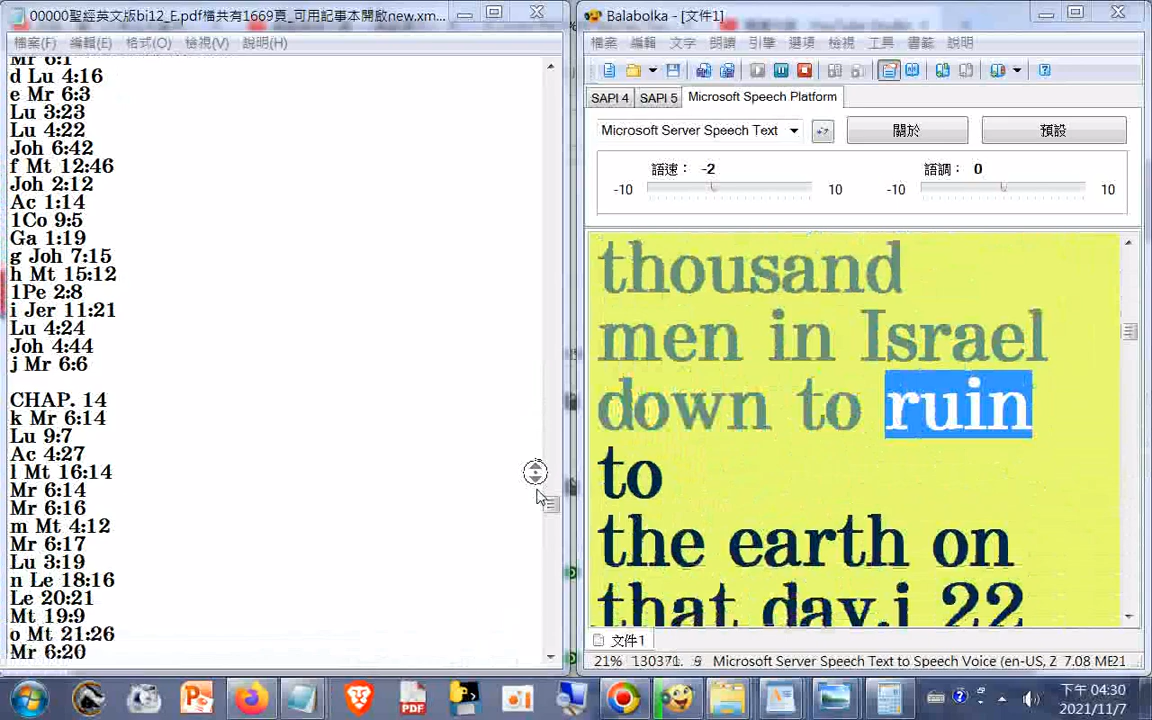 00000聖經英文版bi12_E.pdf檔共有1669頁_可用記事本開啟new.xm...
檔案(F) 編輯(E) 格式(O) 檢視(V) 說明(H)
Mr 6:1
d Lu 4:16
e Mr 6:3
Lu 3:23
Lu 4:22
Joh 6:42
f Mt 12:46
Joh 2:12
Ac 1:14
1Co 9:5
Ga 1:19
g Joh 7:15
h Mt 15:12
1Pe 2:8
i Jer 11:21
Lu 4:24
Joh 4:44
j Mr 6:6
CHAP. 14
k Mr 6:14
Lu 9:7
Ac 4:27
l Mt 16:14
Mr 6:14
Mr 6:16
m Mt 4:12
Mr 6:17
Lu 3:19
n Le 18:16
Le 20:21
Mt 19:9
o Mt 21:26
Mr 6:20
Balabolka - [文件1]
檔案 編輯 文字 朗讀 引擎 選項 檢視 工具 書籤 說明
SAPI 4 SAPI 5 Microsoft Speech Platform
Microsoft Server Speech Text 關於 預設
語速： -2 語調： 0
-10 10 -10 10
thousand
men in Israel
down to ruin
to
the earth on
that day.j 22
文件1
21% Microsoft Server Speech Text to Speech Voice (en-US, Z 7.08 ME21
PDF
下午 04:30
2021/11/7